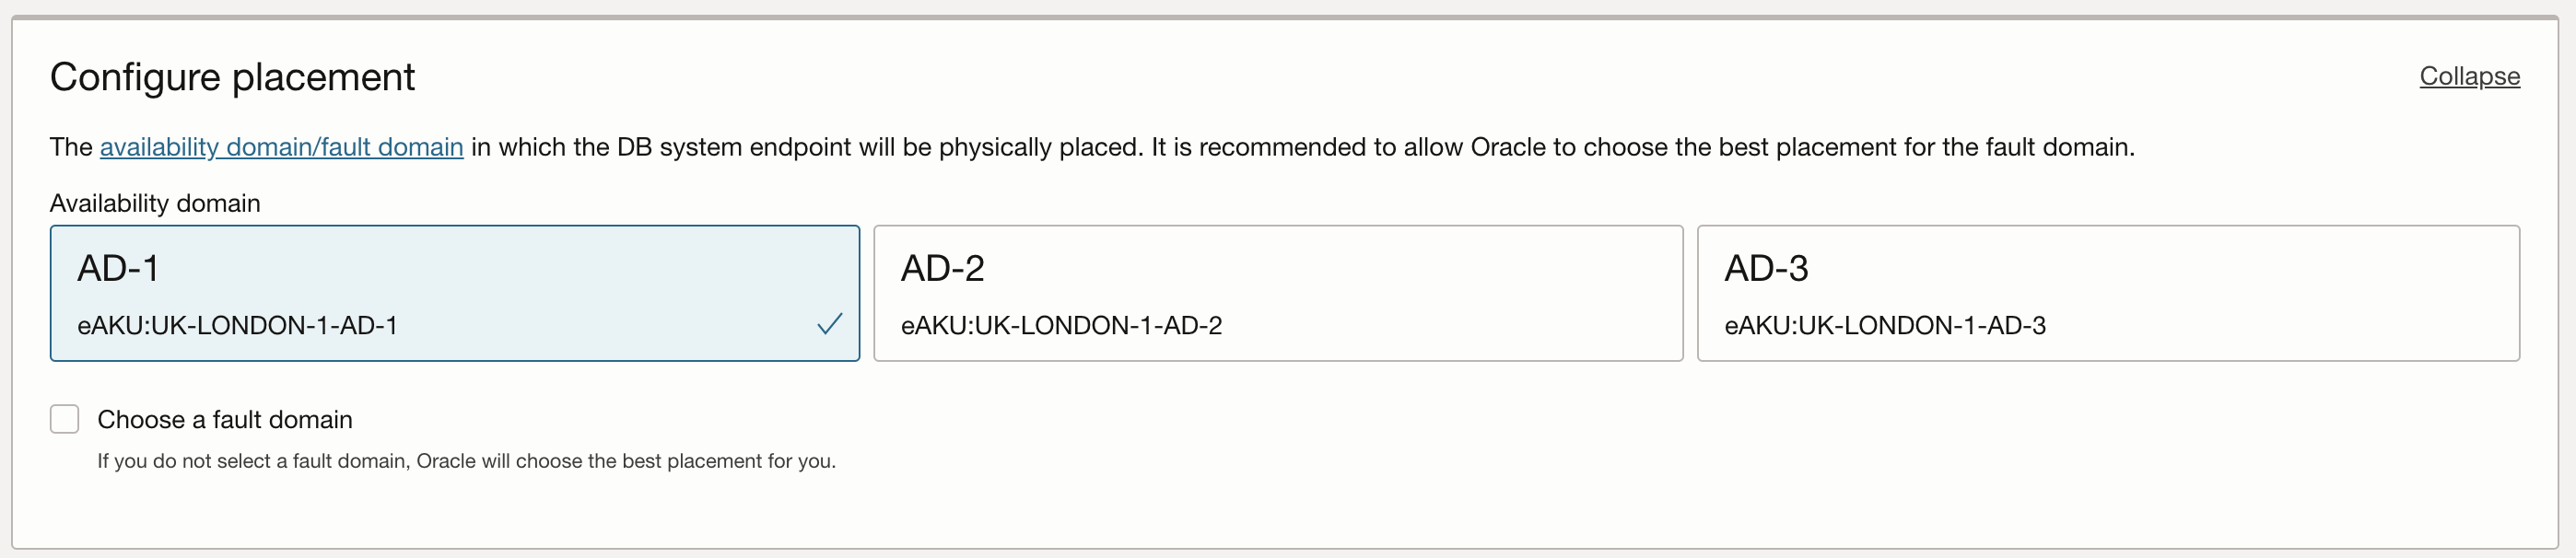 Configure placement
Collapse
The availability domain/fault domain in which the DB system endpoint will be physically placed. It is recommended to allow Oracle to choose the best placement for the fault domain.
Availability domain
AD-1
eAKU:UK-LONDON-1-AD-1
AD-2
eAKU:UK-LONDON-1-AD-2
AD-3
eAKU:UK-LONDON-1-AD-3
Choose a fault domain
If you do not select a fault domain, Oracle will choose the best placement for you.